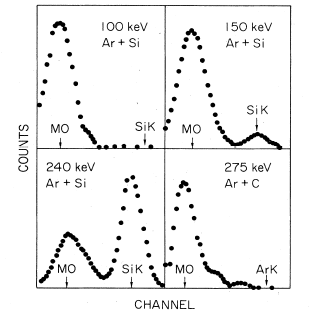 100 keV
Ar + Si
MO
SiK
150 keV
Ar + Si
MO
SiK
COUNTS
240 keV
Ar + Si
MO
SiK
275 keV
Ar + C
MO
ArK
CHANNEL